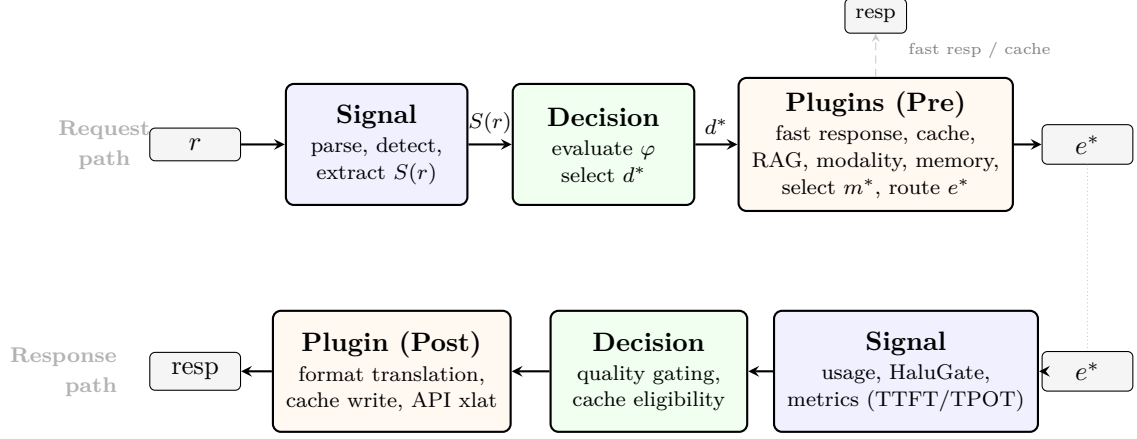 resp
fast resp / cache
Request
path
r
Signal
parse, detect,
extract S(r)
S(r)
Decision
evaluate φ
select d*
d*
Plugins (Pre)
fast response, cache,
RAG, modality, memory,
select m*, route e*
e*
Response
path
resp
Plugin (Post)
format translation,
cache write, API xlat
Decision
quality gating,
cache eligibility
Signal
usage, HaluGate,
metrics (TTFT/TPOT)
e*